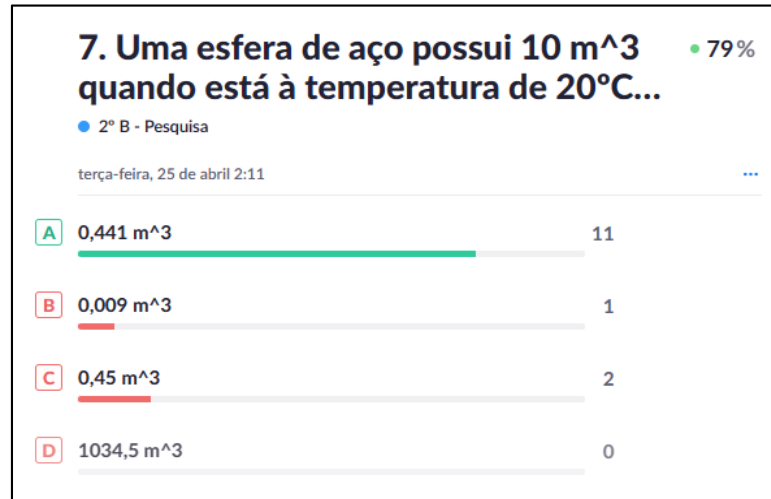 7. Uma esfera de aço possui 10 m^3
quando está à temperatura de 20ºC...
79%
2º B - Pesquisa
terça-feira, 25 de abril 2:11
...
A 0,441 m^3 11
B 0,009 m^3 1
C 0,45 m^3 2
D 1034,5 m^3 0